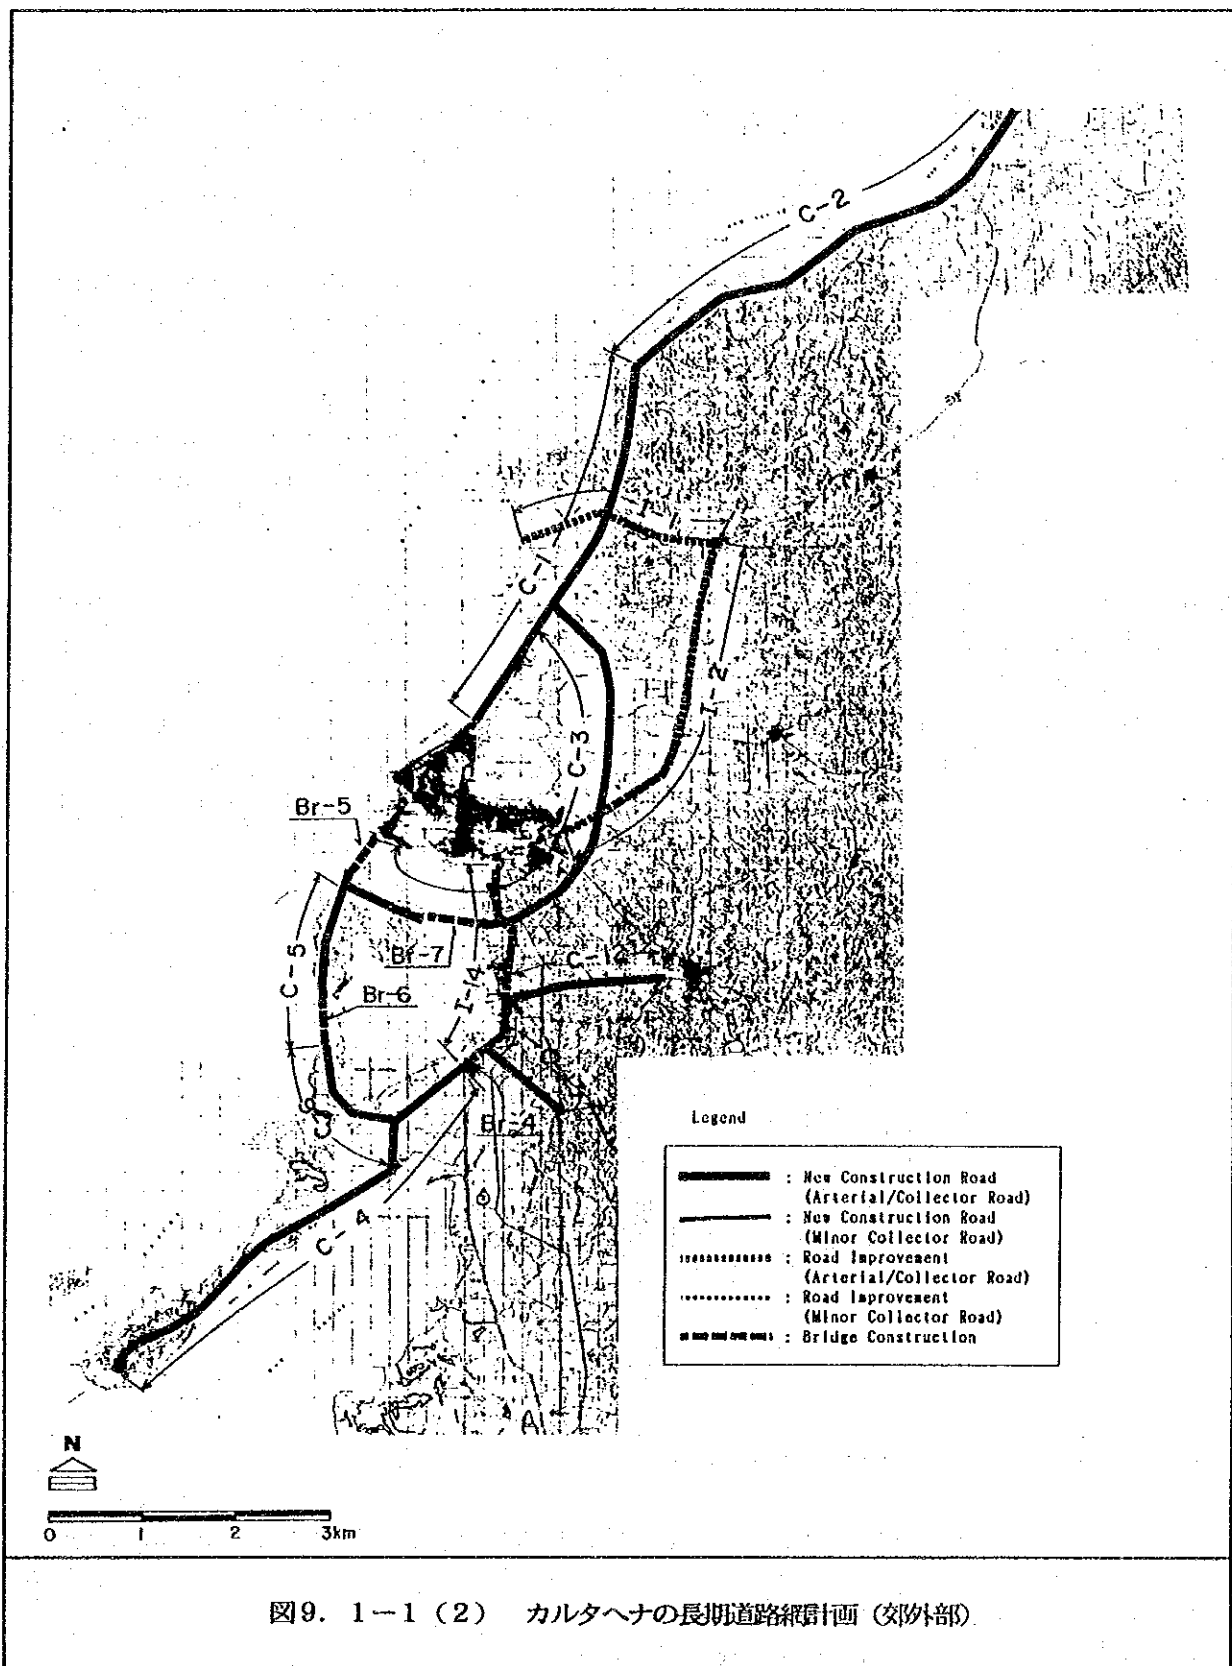 C-2
I-1
C-1
I-2
C-3
Br-5
Br-7
C-5
Br-6
I-14
Br-4
C-4
Legend
: New Construction Road
(Arterial/Collector Road)
: New Construction Road
(Minor Collector Road)
: Road Improvement
(Arterial/Collector Road)
: Road Improvement
(Minor Collector Road)
: Bridge Construction
N
0 1 2 3km
図9. 1-1 (2) カルタヘナの長期道路網計画 (郊外部)